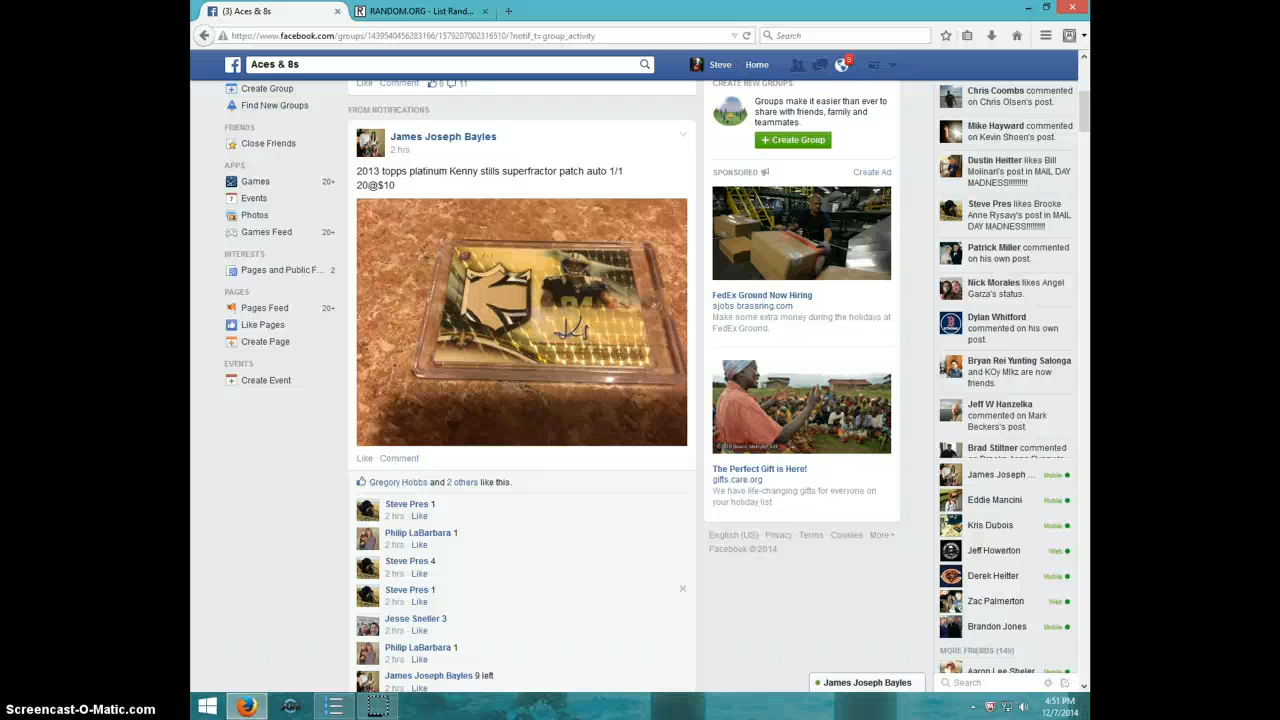 (3) Aces & 8s
RANDOM.ORG - List Rand...
https://www.facebook.com/groups/1439540456283166/1579207002316510/?notif_t=group_activity
Search
Aces & 8s
Steve
Home
3
Create Group
Find New Groups
FRIENDS
Close Friends
APPS
Games 20+
Events
Photos
Games Feed 20+
INTERESTS
Pages and Public F... 2
PAGES
Pages Feed
Like Pages
Create Page
EVENTS
Create Event
Like Comment 6 11
FROM NOTIFICATIONS
James Joseph Bayles
2 hrs
2013 topps platinum Kenny stills superfractor patch auto 1/1
20@$10
Like Comment
Gregory Hobbs and 2 others like this.
Steve Pres 1
2 hrs Like
Philip LaBarbara 1
2 hrs Like
Steve Pres 4
2 hrs Like
Steve Pres 1
2 hrs Like
Jesse Sneller 3
2 hrs Like
Philip LaBarbara 1
2 hrs Like
James Joseph Bayles 9 left
2 hrs Like
CREATE NEW GROUPS
Groups make it easier than ever to
share with friends, family and
teammates.
+ Create Group
SPONSORED Create Ad
FedEx Ground Now Hiring
sjobs.brassring.com
Make some extra money during the holidays at
FedEx Ground.
The Perfect Gift is Here!
gifts.care.org
We have life-changing gifts for everyone on
your holiday list
English (US) · Privacy · Terms · Cookies · More
Facebook © 2014
Chris Coombs commented
on Chris Olsen's post.
Mike Hayward commented
on Kevin Shoen's post.
Dustin Heitter likes Bill
Molinari's post in MAIL DAY
MADNESS!!!!!!!!!
Steve Pres likes Brooke
Anne Rysavy's post in MAIL
DAY MADNESS!!!!!!!!!
Patrick Miller commented
on his own post.
Nick Morales likes Angel
Garza's status.
Dylan Whitford
commented on his own
post.
Bryan Rei Yunting Salonga
and KOy Mlkz are now
friends.
Jeff W Hanzelka
commented on Mark
Beckers's post.
Brad Stiltner commented
James Joseph ... Mobile
Eddie Mancini Mobile
Kris Dubois Mobile
Jeff Howerton Web
Derek Heitter Mobile
Zac Palmerton Web
Brandon Jones Mobile
MORE FRIENDS (140)
Aaron Lee Sheler Mobile
James Joseph Bayles
Search
4:51 PM
12/7/2014
Screencast-O-Matic.com